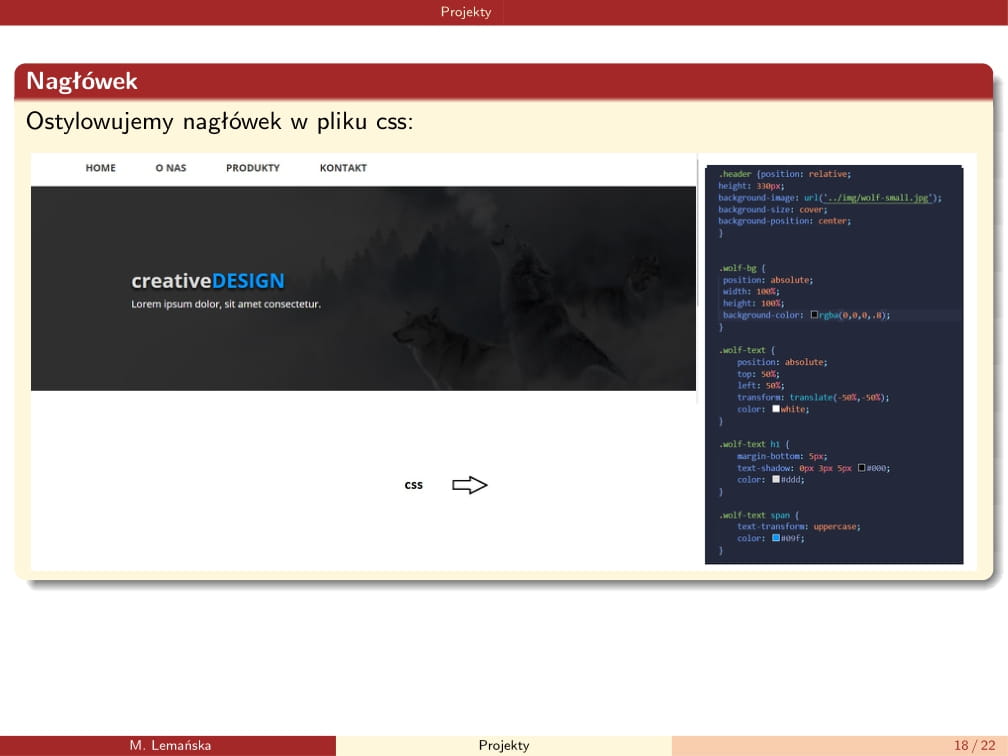 Projekty
Nagłówek
Ostylowujemy nagłówek w pliku css:
HOME O NAS PRODUKTY KONTAKT
creativeDESIGN
Lorem ipsum dolor, sit amet consectetur.
css
.header {position: relative;
height: 330px;
background-image: url('../img/wolf-small.jpg');
background-size: cover;
background-position: center;
}
.wolf-bg {
position: absolute;
width: 100%;
height: 100%;
background-color: rgba(0,0,0,.8);
}
.wolf-text {
position: absolute;
top: 50%;
left: 50%;
transform: translate(-50%,-50%);
color: white;
}
.wolf-text h1 {
margin-bottom: 5px;
text-shadow: 0px 3px 5px #000;
color: #ddd;
}
.wolf-text span {
text-transform: uppercase;
color: #09f;
}
M. Lemańska Projekty 18 / 22